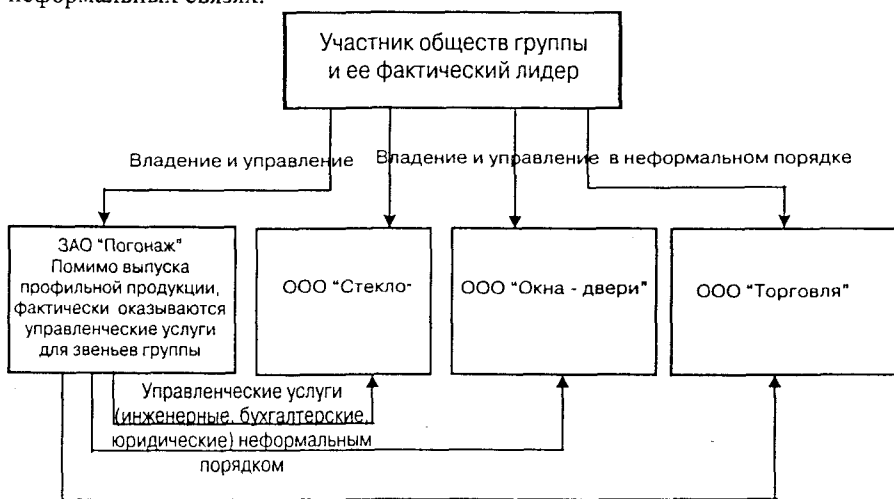 неформальных связях.
Участник обществ группы
и ее фактический лидер
Владение и управление
Владение и управление в неформальном порядке
ЗАО "Погонаж"
Помимо выпуска
профильной продукции,
фактически оказываются
управленческие услуги
для звеньев группы
ООО "Стекло-
ООО "Окна - двери"
ООО "Торговля"
Управленческие услуги
(инженерные, бухгалтерские,
юридические) неформальным
порядком